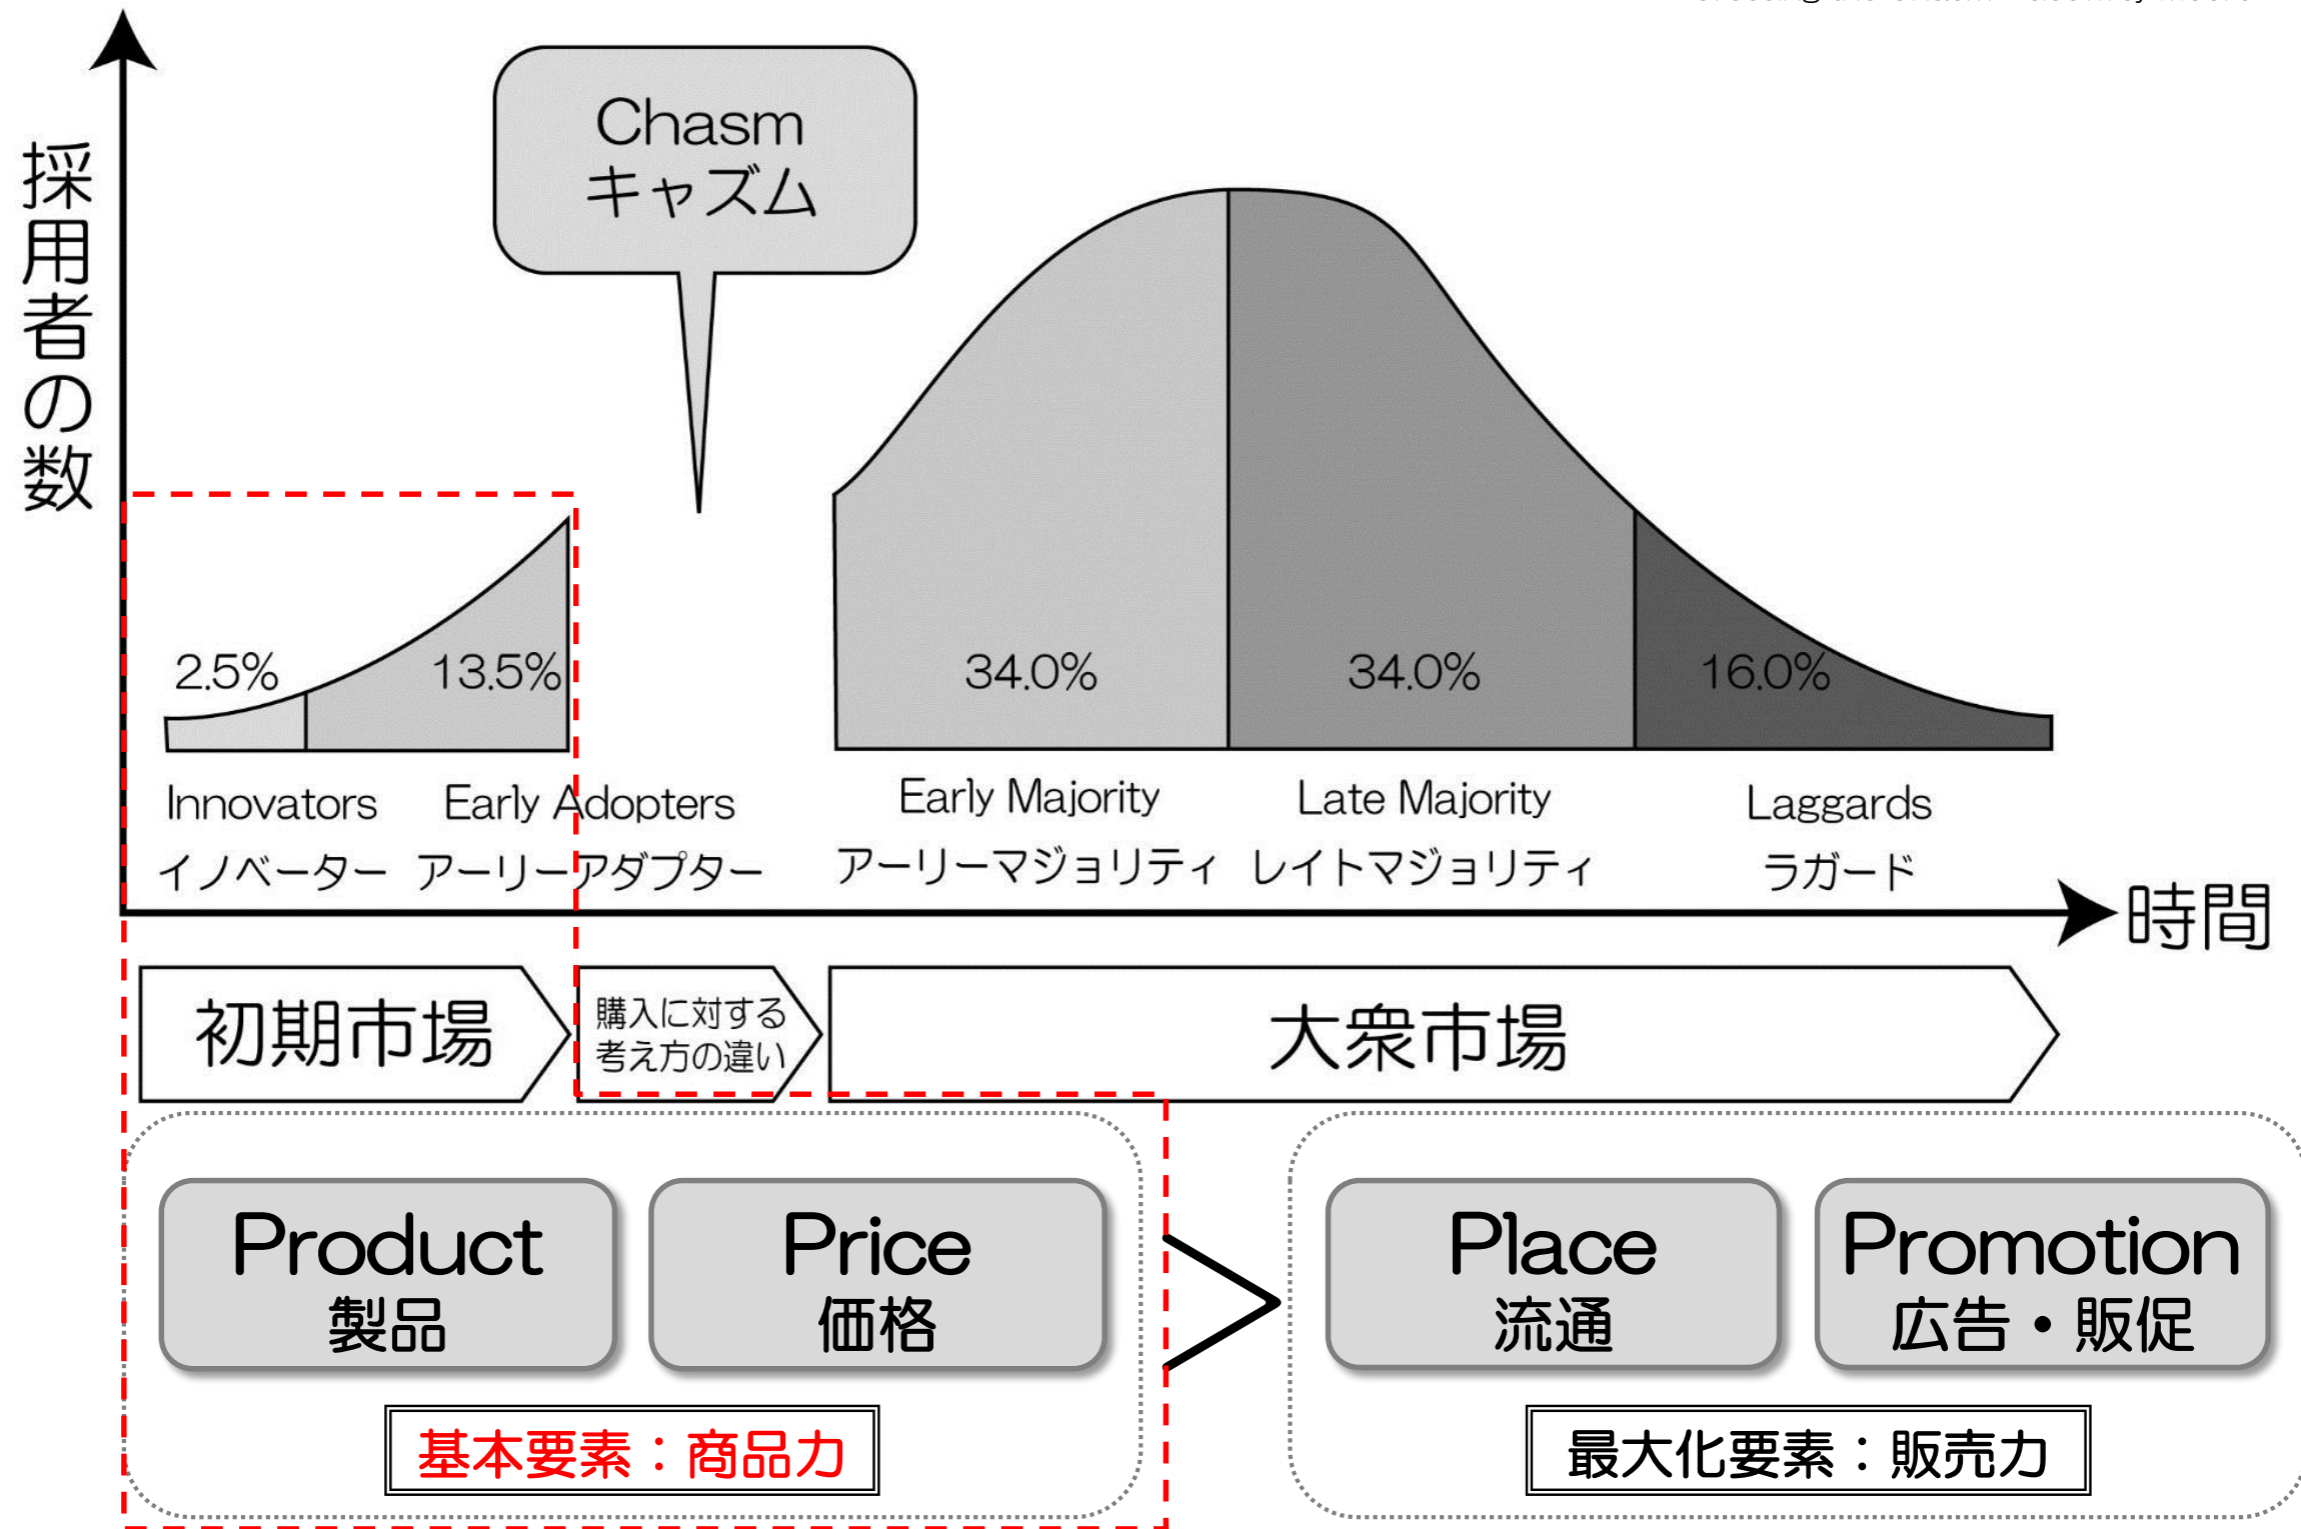 採用者の数
Chasm
キャズム
2.5%
13.5%
34.0%
34.0%
16.0%
Innovators
イノベーター
Early Adopters
アーリーアダプター
Early Majority
アーリーマジョリティ
Late Majority
レイトマジョリティ
Laggards
ラガード
時間
初期市場
購入に対する
考え方の違い
大衆市場
Product
製品
Price
価格
Place
流通
Promotion
広告・販促
基本要素：商品力
最大化要素：販売力